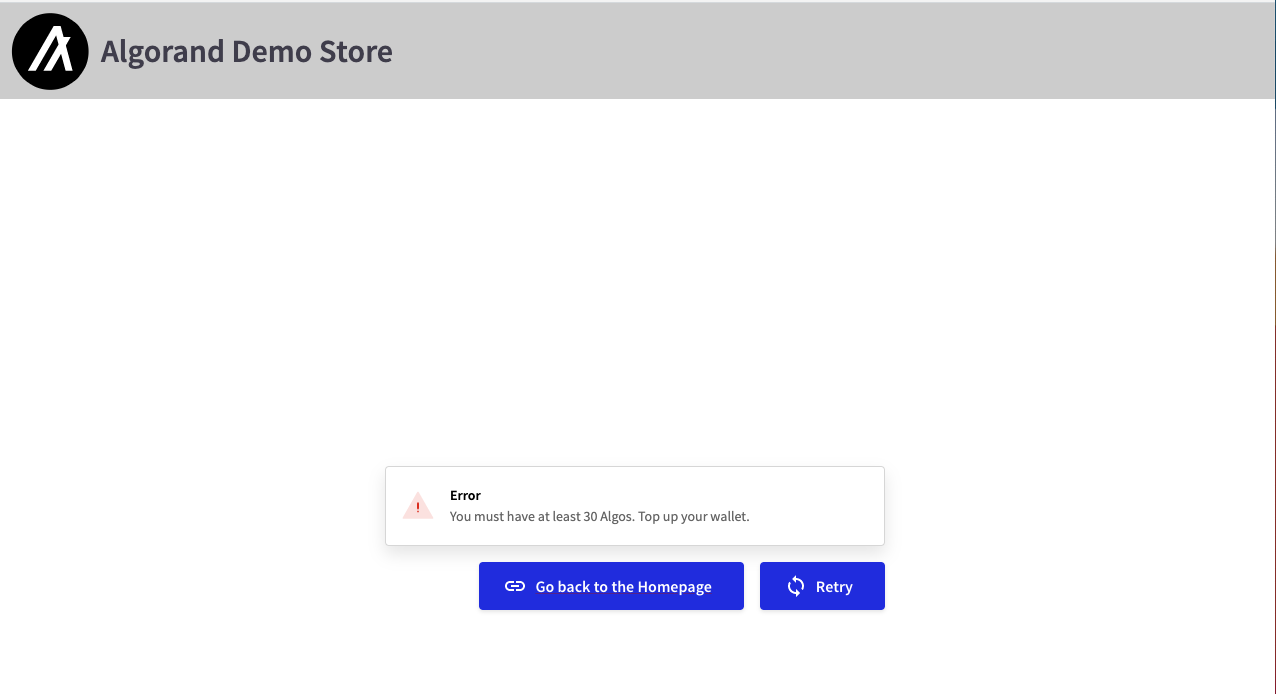 Algorand Demo Store
Error
You must have at least 30 Algos. Top up your wallet.
Go back to the Homepage
Retry